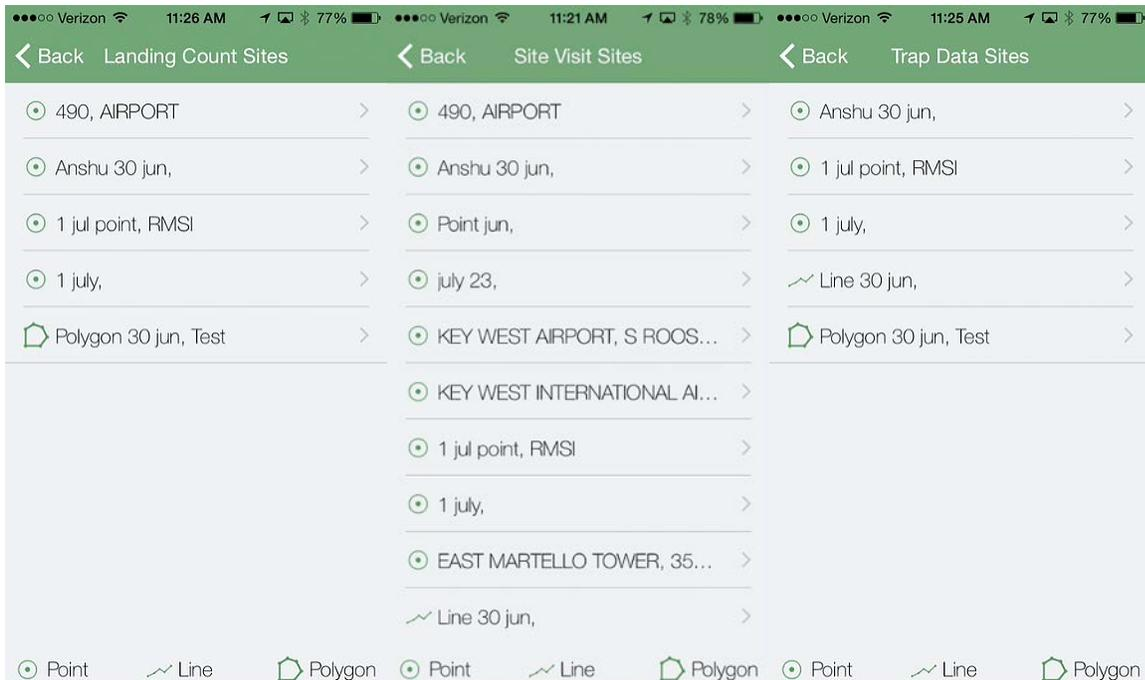 Verizon 11:26 AM 77%
Back Landing Count Sites
490, AIRPORT
Anshu 30 jun,
1 jul point, RMSI
1 july,
Polygon 30 jun, Test
Point Line Polygon
Verizon 11:21 AM 78%
Back Site Visit Sites
490, AIRPORT
Anshu 30 jun,
Point jun,
july 23,
KEY WEST AIRPORT, S ROOS...
KEY WEST INTERNATIONAL AI...
1 jul point, RMSI
1 july,
EAST MARTELLO TOWER, 35...
Line 30 jun,
Point Line Polygon
Verizon 11:25 AM 77%
Back Trap Data Sites
Anshu 30 jun,
1 jul point, RMSI
1 july,
Line 30 jun,
Polygon 30 jun, Test
Point Line Polygon